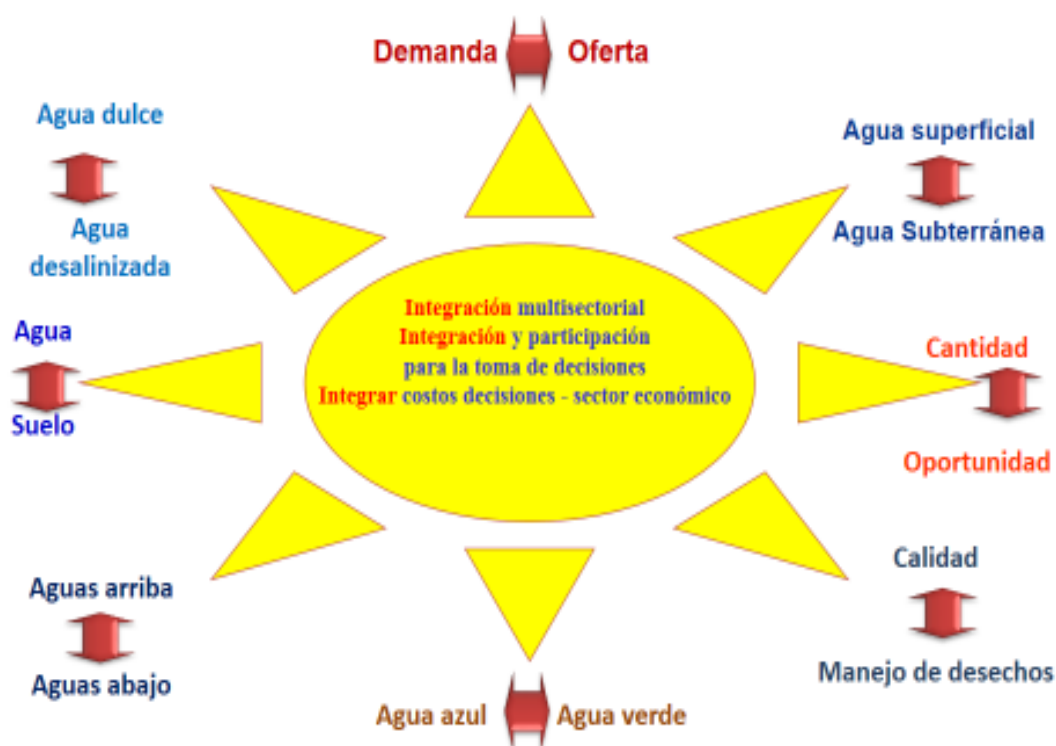 Demanda Oferta
Agua dulce
Agua
desalinizada
Agua superficial
Agua Subterránea
Integración multisectorial
Integración y participación
para la toma de decisiones
Integrar costos decisiones - sector económico
Agua
Suelo
Cantidad
Oportunidad
Aguas arriba
Aguas abajo
Calidad
Manejo de desechos
Agua azul Agua verde